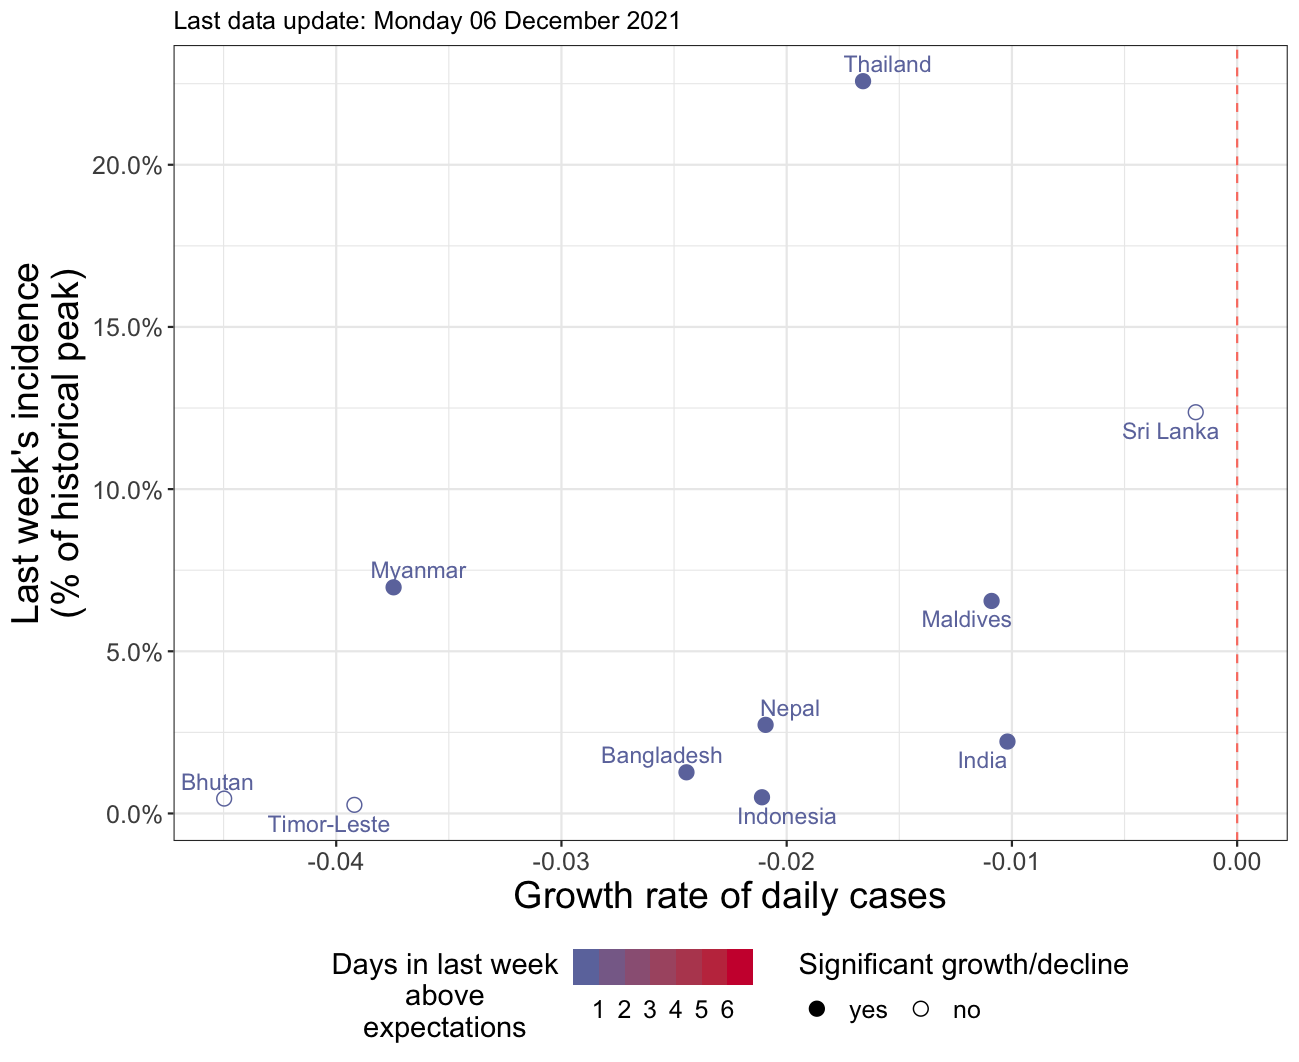 Last data update: Monday 06 December 2021
Thailand
20.0%
15.0%
Sri Lanka
10.0%
Myanmar
Maldives
5.0%
Nepal
Bangladesh
India
Bhutan
Indonesia
Timor-Leste
0.0%
Last week's incidence
(% of historical peak)
-0.04 -0.03 -0.02 -0.01 0.00
Growth rate of daily cases
Days in last week
above
expectations
1 2 3 4 5 6
Significant growth/decline
yes no